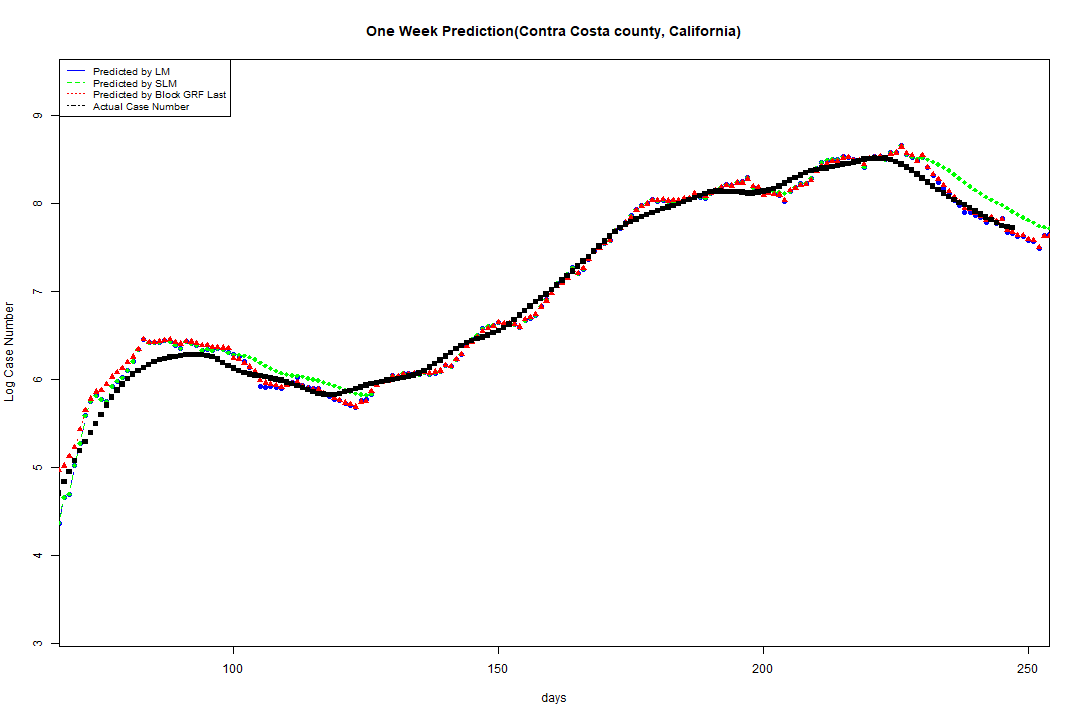 One Week Prediction(Contra Costa county, California)
Predicted by LM
Predicted by SLM
Predicted by Block GRF Last
Actual Case Number
9
8
7
6
5
4
3
Log Case Number
100 150 200 250
days